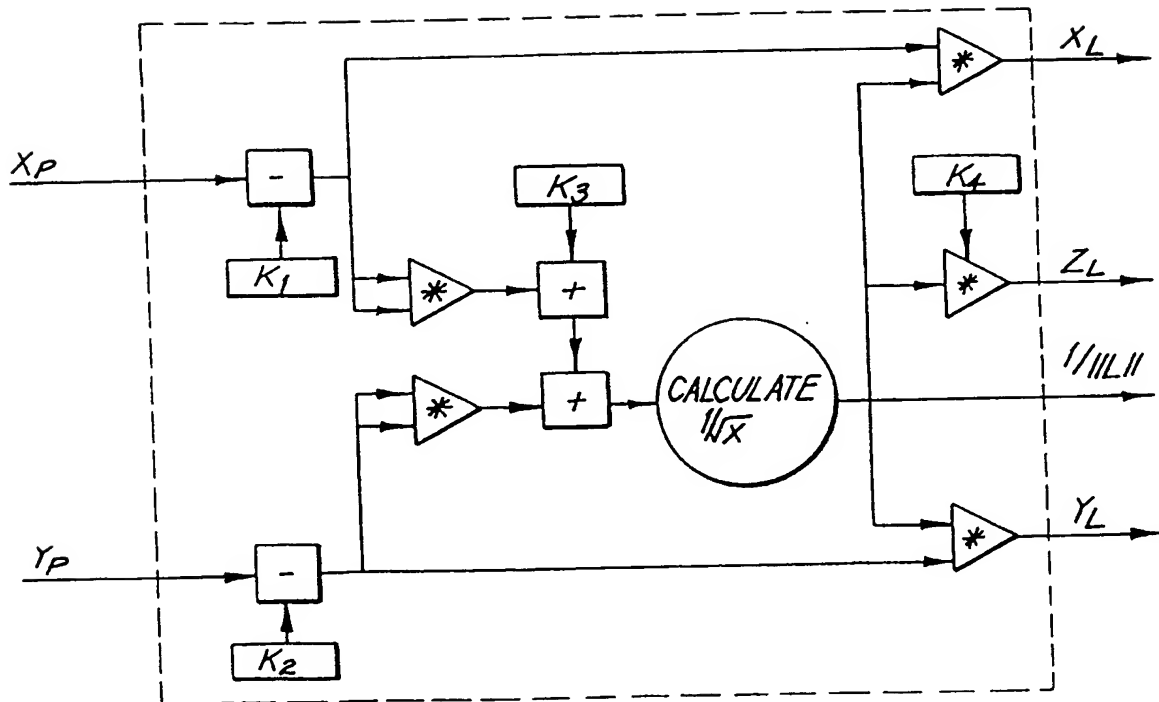 X_L
*
X_P
-
K_3
K_4
K_1
*
+
*
Z_L
1/||L||
*
+
CALCULATE
1/√X
Y_L
*
Y_P
-
K_2